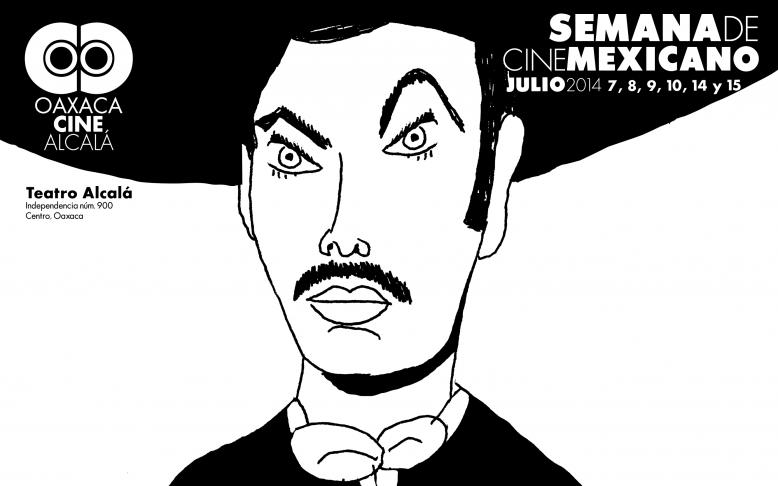 OAXACA
CINE
ALCALÁ
Teatro Alcalá
Independencia núm. 900
Centro, Oaxaca
SEMANADE
CINEMEXICANO
JULIO2014 7, 8, 9, 10, 14 y 15